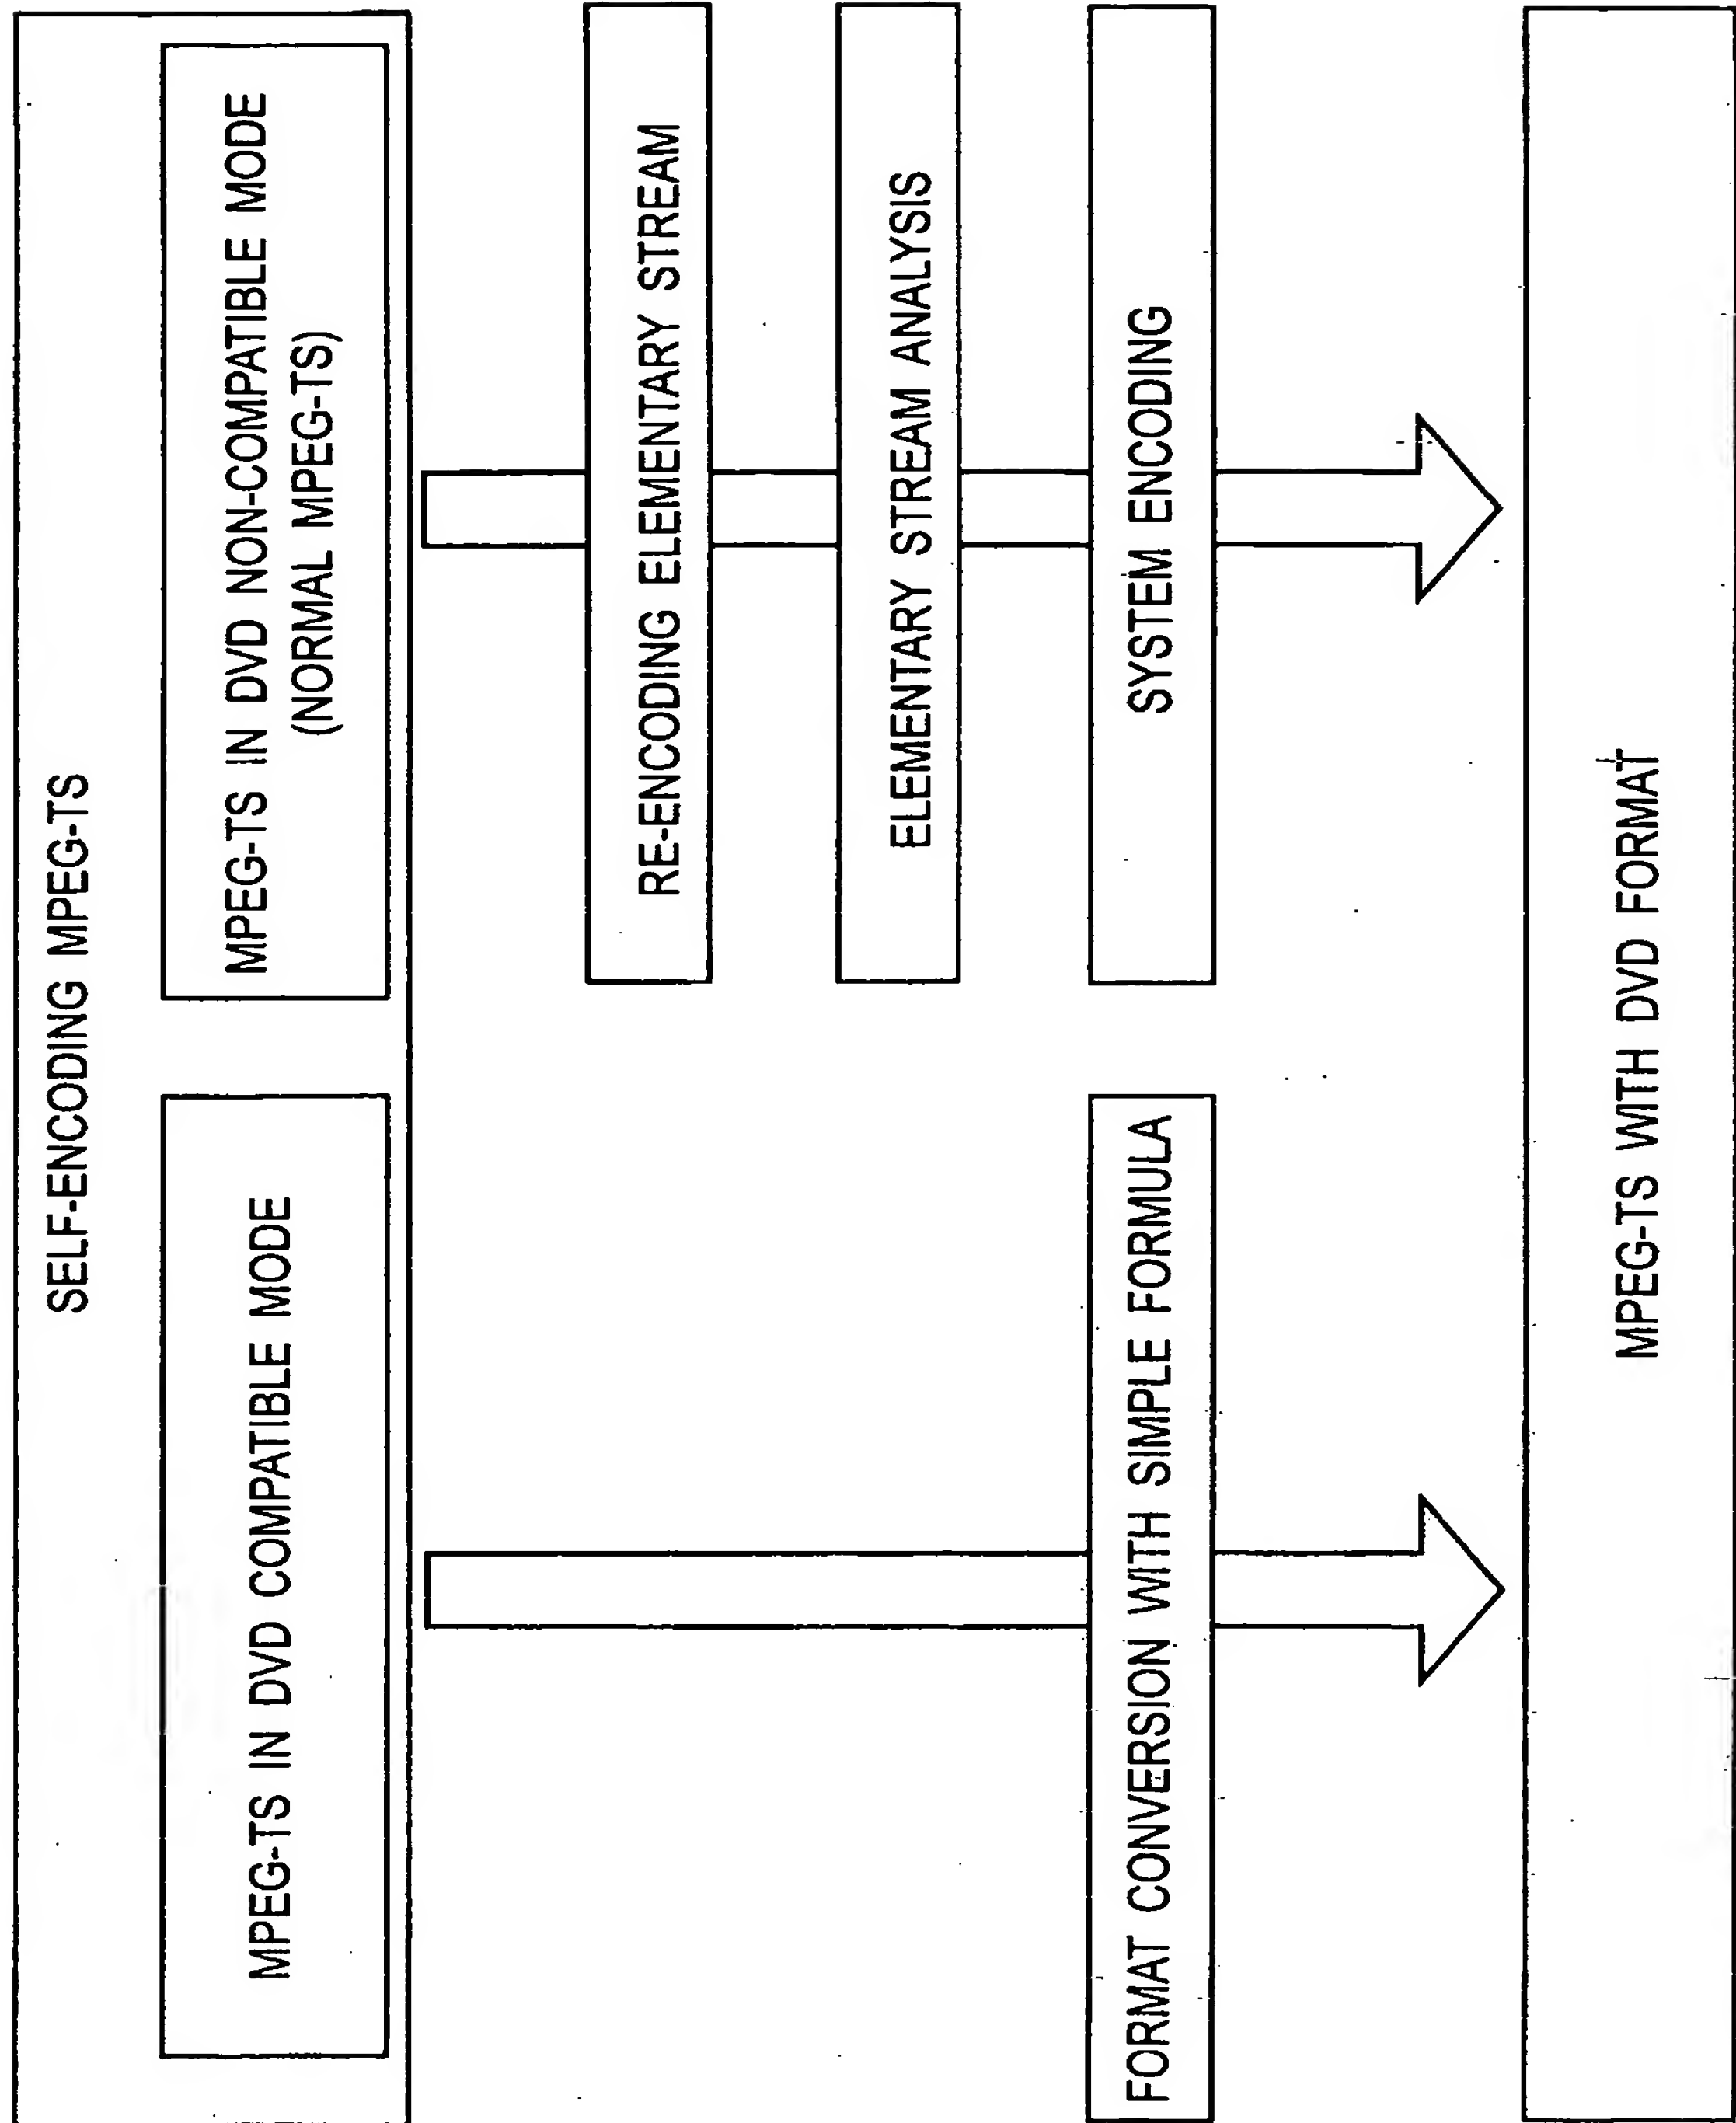 SELF-ENCODING MPEG-TS
MPEG-TS IN DVD COMPATIBLE MODE
MPEG-TS IN DVD NON-COMPATIBLE MODE
(NORMAL MPEG-TS)
RE-ENCODING ELEMENTARY STREAM
ELEMENTARY STREAM ANALYSIS
FORMAT CONVERSION WITH SIMPLE FORMULA
SYSTEM ENCODING
MPEG-TS WITH DVD FORMAT